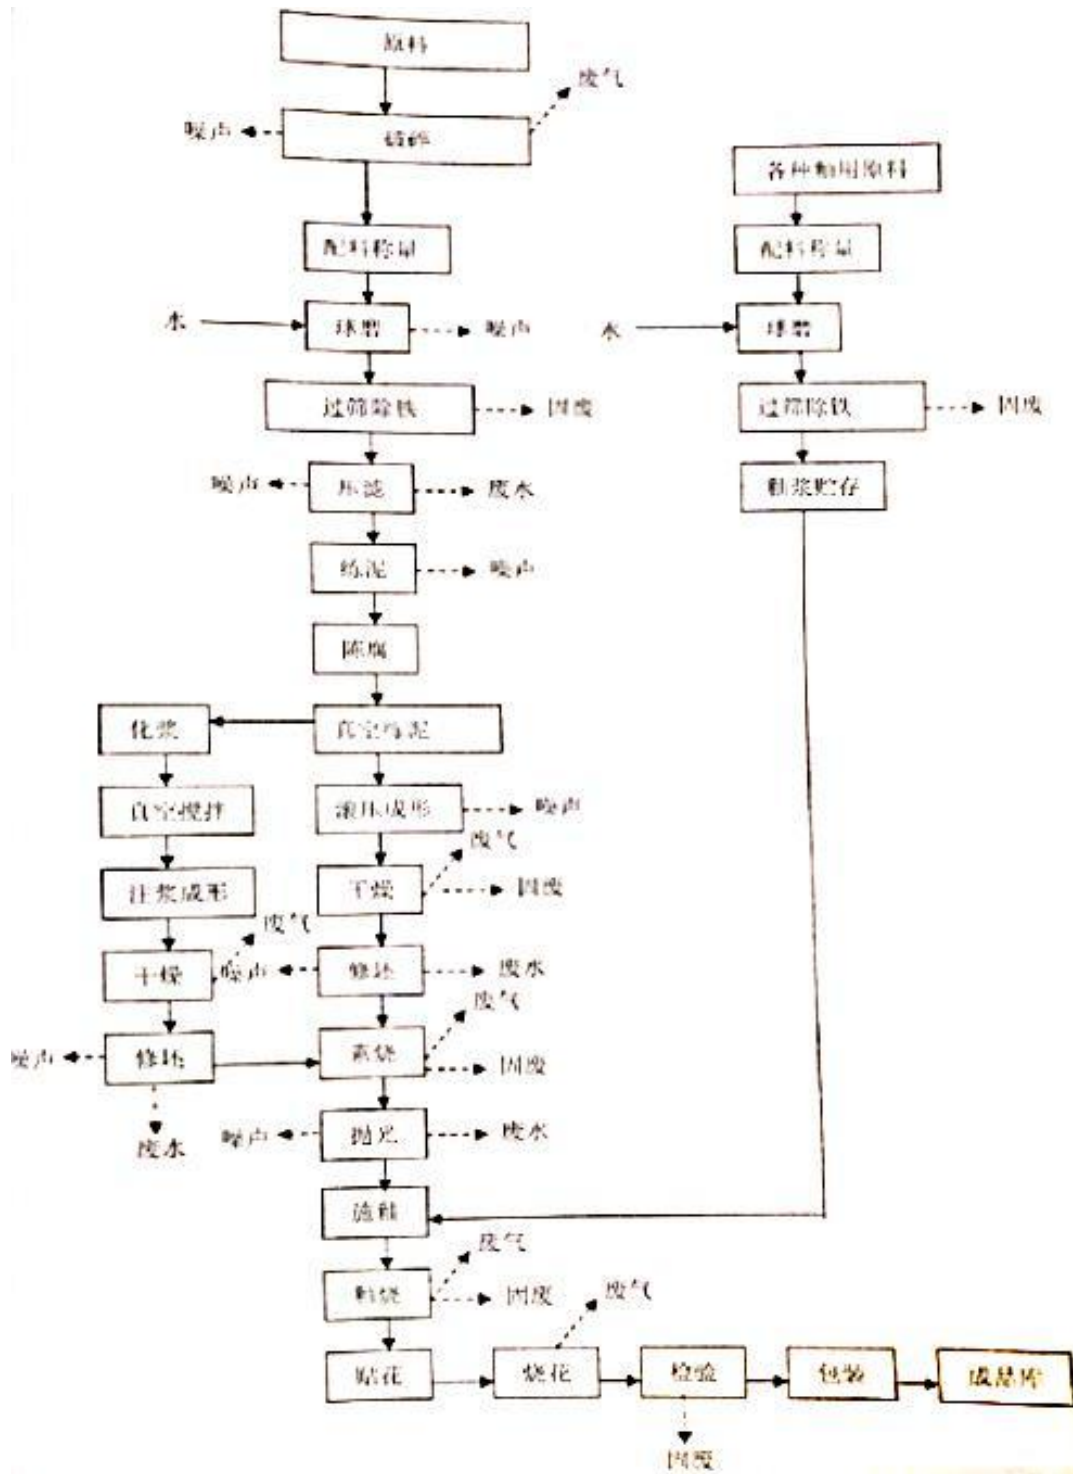 原料
废气
噪声
破碎
各种釉用原料
配料称量
配料称量
水
球磨
噪声
水
球磨
过筛除铁
固废
过筛除铁
固废
噪声
压滤
废水
釉浆贮存
练泥
噪声
陈腐
化浆
真空练泥
真空搅拌
滚压成形
噪声
废气
注浆成形
干燥
固废
废气
干燥
噪声
修坯
废水
废气
噪声
修坯
素烧
固废
废水
噪声
抛光
废水
施釉
废气
釉烧
固废
废气
贴花
烧花
检验
包装
成品库
固废